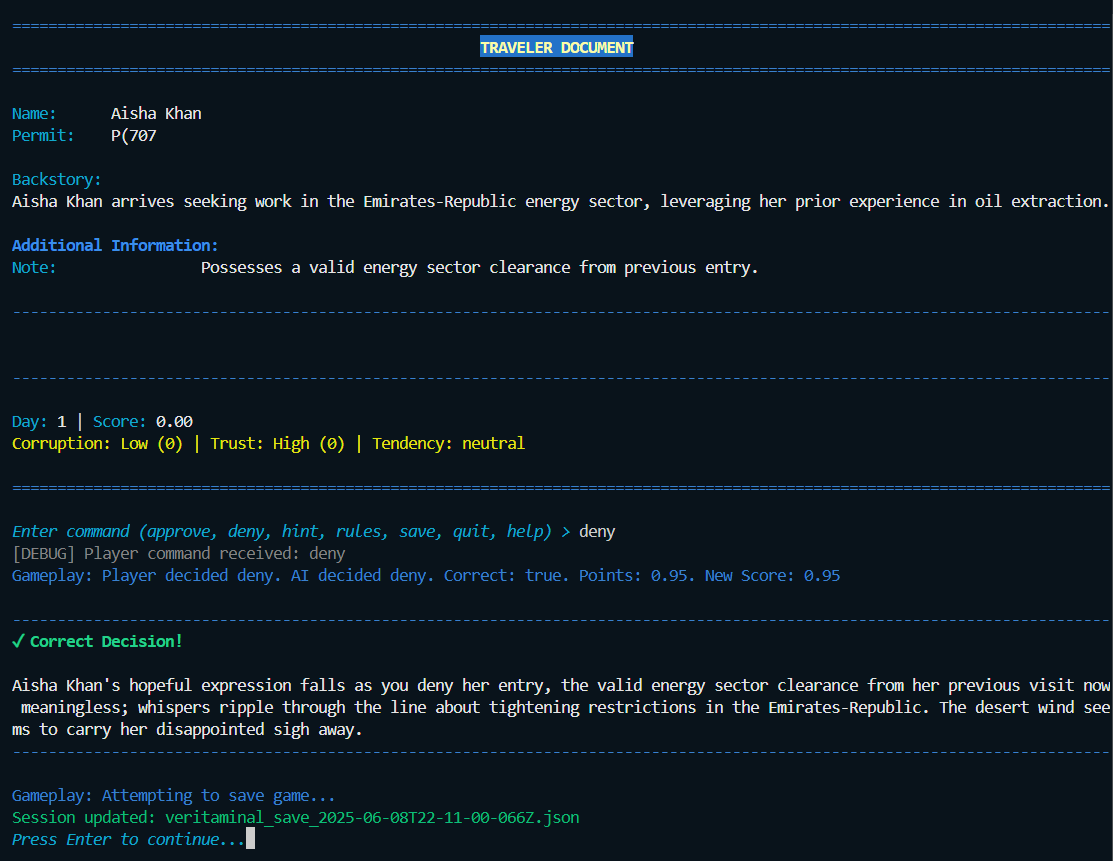 TRAVELER DOCUMENT
Name: Aisha Khan
Permit: P(707
Backstory:
Aisha Khan arrives seeking work in the Emirates-Republic energy sector, leveraging her prior experience in oil extraction.
Additional Information:
Note: Possesses a valid energy sector clearance from previous entry.
Day: 1 | Score: 0.00
Corruption: Low (0) | Trust: High (0) | Tendency: neutral
Enter command (approve, deny, hint, rules, save, quit, help) > deny
[DEBUG] Player command received: deny
Gameplay: Player decided deny. AI decided deny. Correct: true. Points: 0.95. New Score: 0.95
✓ Correct Decision!
Aisha Khan's hopeful expression falls as you deny her entry, the valid energy sector clearance from her previous visit now
meaningless; whispers ripple through the line about tightening restrictions in the Emirates-Republic. The desert wind see
ms to carry her disappointed sigh away.
Gameplay: Attempting to save game...
Session updated: veritaminal_save_2025-06-08T22-11-00-066Z.json
Press Enter to continue...